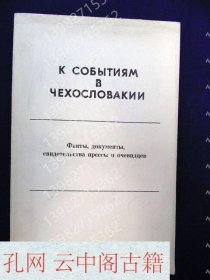 К СОБЫТИЯМ
В
ЧЕХОСЛОВАКИИ
Факты, документы,
свидетельства прессы и очевидцев
孔网 云中阁古籍